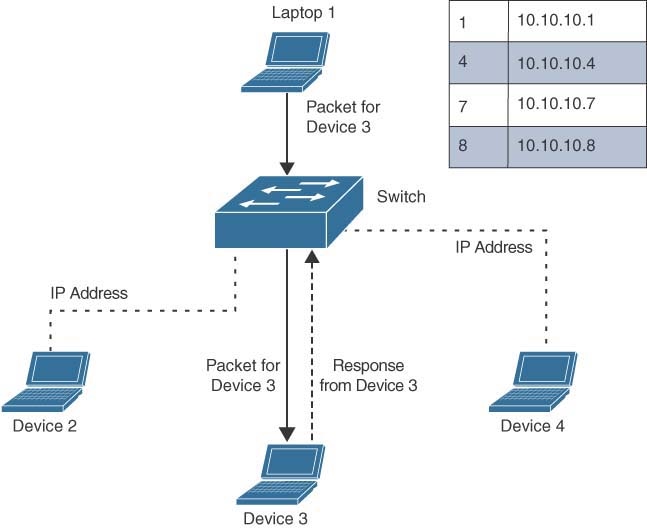 Laptop 1
1 10.10.10.1
4 10.10.10.4
7 10.10.10.7
8 10.10.10.8
Packet for
Device 3
Switch
IP Address
IP Address
Packet for
Device 3
Response
from Device 3
Device 2
Device 4
Device 3